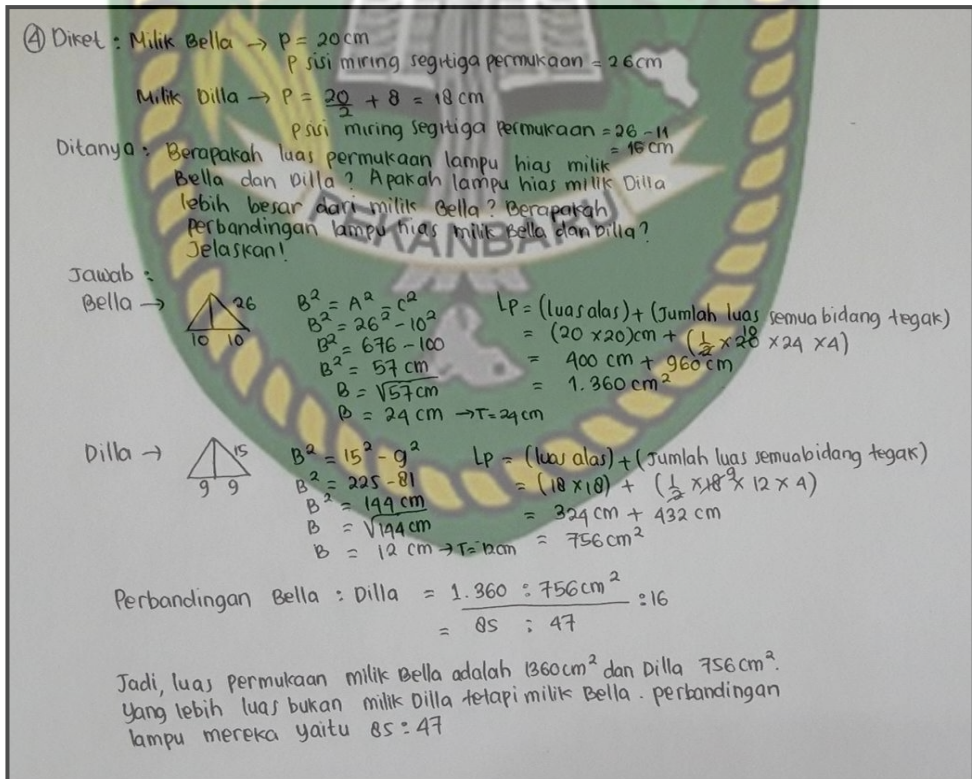 ④ Diket : Milik Bella → P = 20 cm
P sisi miring segitiga permukaan = 26 cm
Milik Dilla → P = 20/2 + 8 = 18 cm
P sisi miring segitiga permukaan = 26 - 11
= 15 cm
Ditanya : Berapakah luas permukaan lampu hias milik
Bella dan Dilla ? Apakah lampu hias milik Dilla
lebih besar dari milik Bella ? Berapakah
perbandingan lampu hias milik Bella dan Dilla ?
Jelaskan!
PEKANBARU
Jawab :
Bella → 26 10 10
B² = A² - C²
B² = 26² - 10²
B² = 676 - 100
B² = 57 cm
B = √57 cm
B = 24 cm → T = 24 cm
Lp = (luas alas) + (Jumlah luas semua bidang tegak)
= (20 × 20) cm + (1/2 × 20 10 × 24 × 4)
= 400 cm + 960 cm
= 1.360 cm²
Dilla → 15 9 9
B² = 15² - 9²
B² = 225 - 81
B² = 144 cm
B = √144 cm
B = 12 cm → T = 12 cm
Lp = (luas alas) + (Jumlah luas semua bidang tegak)
= (18 × 18) + (1/2 × 18 9 × 12 × 4)
= 324 cm + 432 cm
= 756 cm²
Perbandingan Bella : Dilla = 1.360 : 756 cm² : 16
= 85 : 47
Jadi, luas permukaan milik Bella adalah 1360 cm² dan Dilla 756 cm².
Yang lebih luas bukan milik Dilla tetapi milik Bella. perbandingan
lampu mereka yaitu 85 : 47